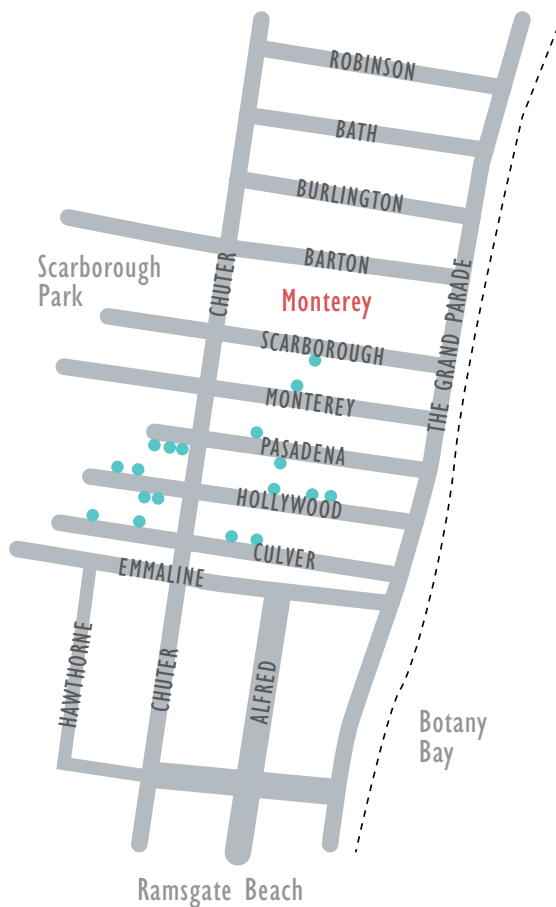 ROBINSON
BATH
BURLINGTON
BARTON
Scarborough
Park
CHUTER
Monterey
THE GRAND PARADE
SCARBOROUGH
MONTEREY
PASADENA
HOLLYWOOD
CULVER
EMMALINE
HAWTHORNE
CHUTER
ALFRED
Botany
Bay
Ramsgate Beach